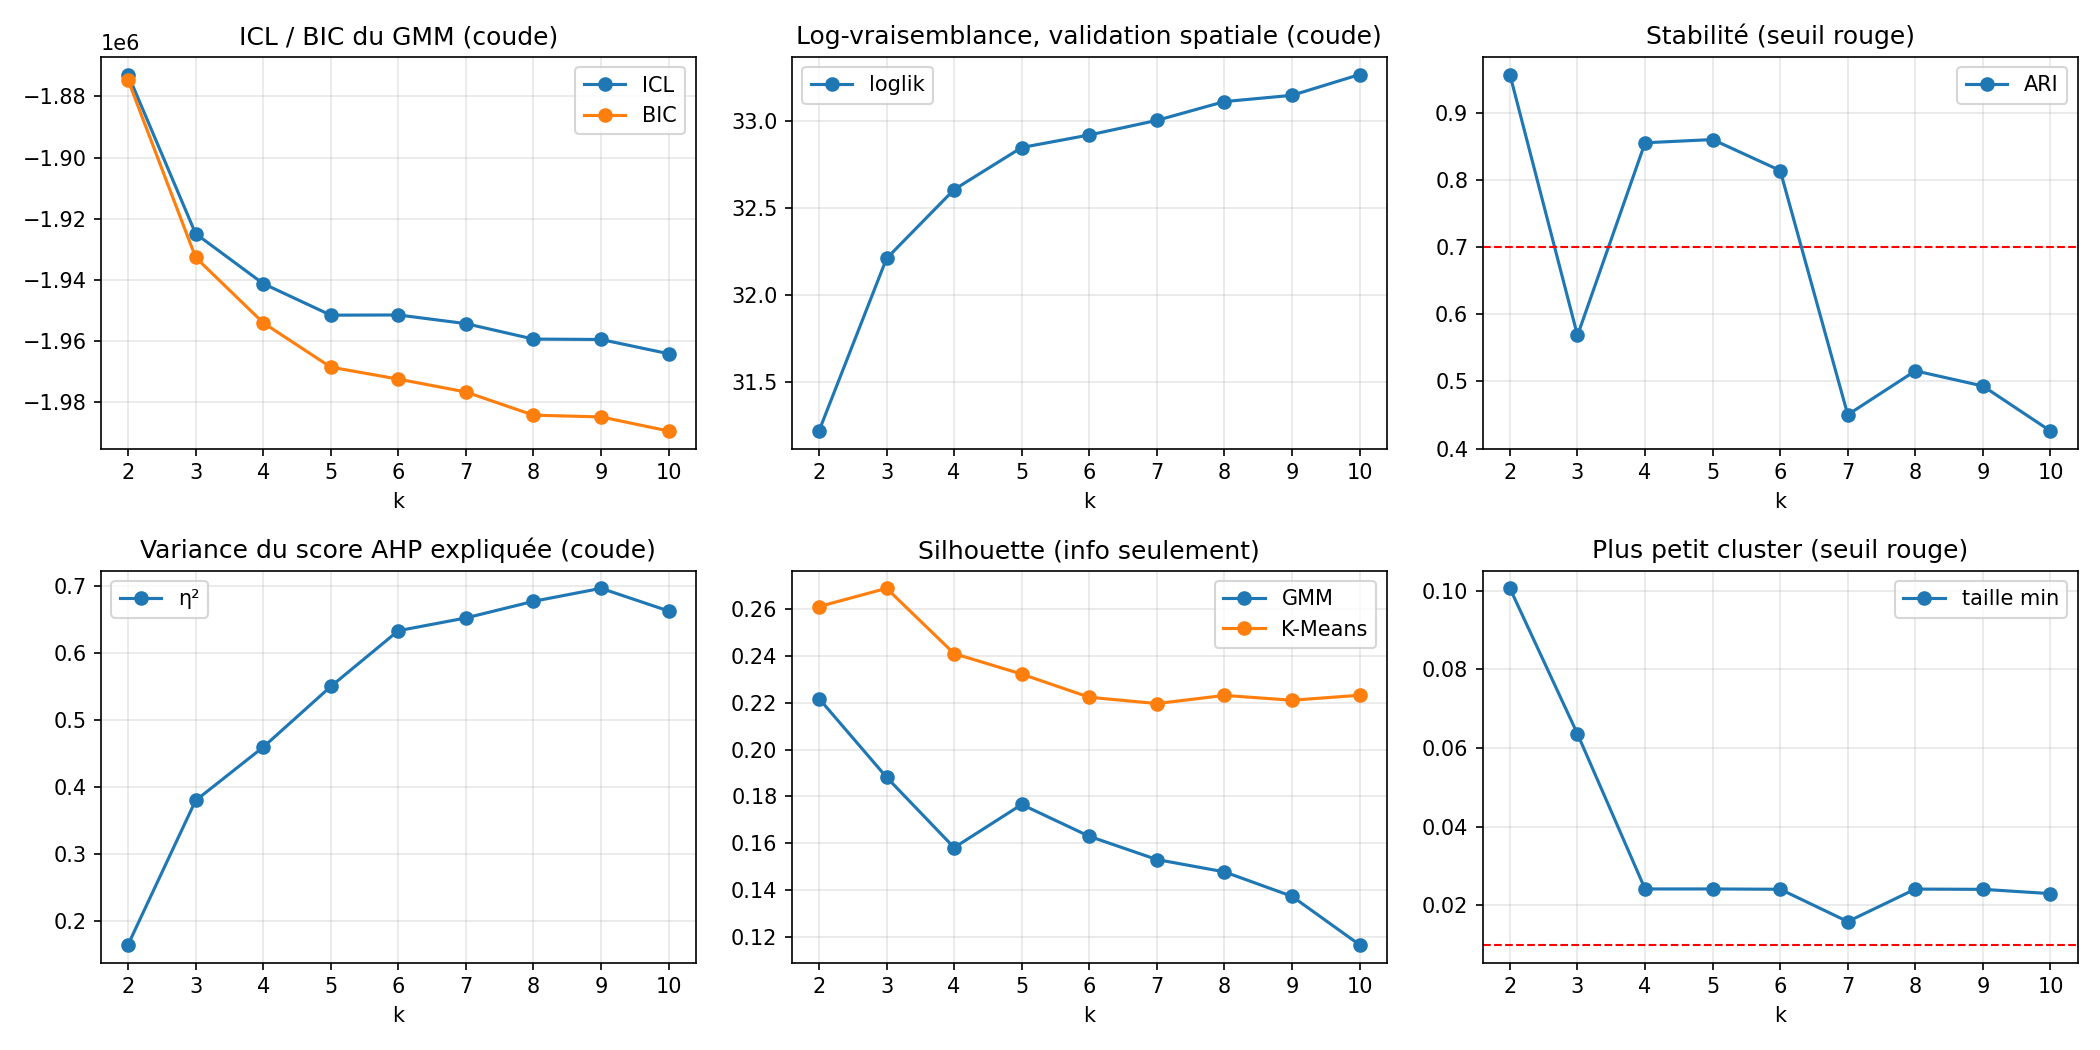 ICL / BIC du GMM (coude)
1e6
ICL
BIC
−1.88
−1.90
−1.92
−1.94
−1.96
−1.98
2 3 4 5 6 7 8 9 10
k
Log-vraisemblance, validation spatiale (coude)
loglik
33.0
32.5
32.0
31.5
2 3 4 5 6 7 8 9 10
k
Stabilité (seuil rouge)
ARI
0.9
0.8
0.7
0.6
0.5
0.4
2 3 4 5 6 7 8 9 10
k
Variance du score AHP expliquée (coude)
η²
0.7
0.6
0.5
0.4
0.3
0.2
2 3 4 5 6 7 8 9 10
k
Silhouette (info seulement)
GMM
K-Means
0.26
0.24
0.22
0.20
0.18
0.16
0.14
0.12
2 3 4 5 6 7 8 9 10
k
Plus petit cluster (seuil rouge)
taille min
0.10
0.08
0.06
0.04
0.02
2 3 4 5 6 7 8 9 10
k